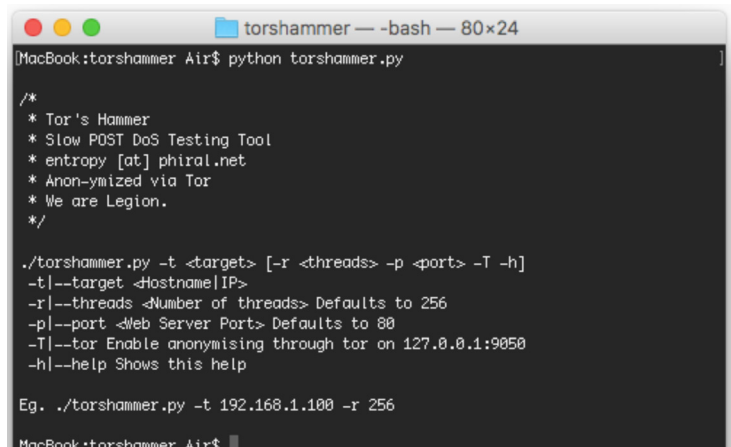 torshammer — -bash — 80×24
[MacBook:torshammer Air$ python torshammer.py ]
/*
* Tor's Hammer
* Slow POST DoS Testing Tool
* entropy [at] phiral.net
* Anon-ymized via Tor
* We are Legion.
*/
./torshammer.py -t <target> [-r <threads> -p <port> -T -h]
-t|--target <Hostname|IP>
-r|--threads <Number of threads> Defaults to 256
-p|--port <Web Server Port> Defaults to 80
-T|--tor Enable anonymising through tor on 127.0.0.1:9050
-h|--help Shows this help
Eg. ./torshammer.py -t 192.168.1.100 -r 256
MacBook:torshammer Air$